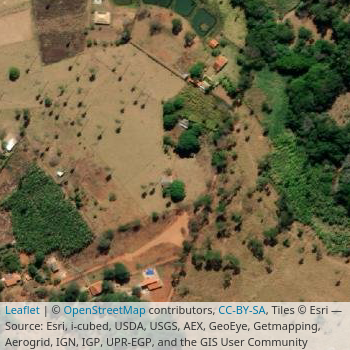 Leaflet | © OpenStreetMap contributors, CC-BY-SA, Tiles © Esri —
Source: Esri, i-cubed, USDA, USGS, AEX, GeoEye, Getmapping,
Aerogrid, IGN, IGP, UPR-EGP, and the GIS User Community